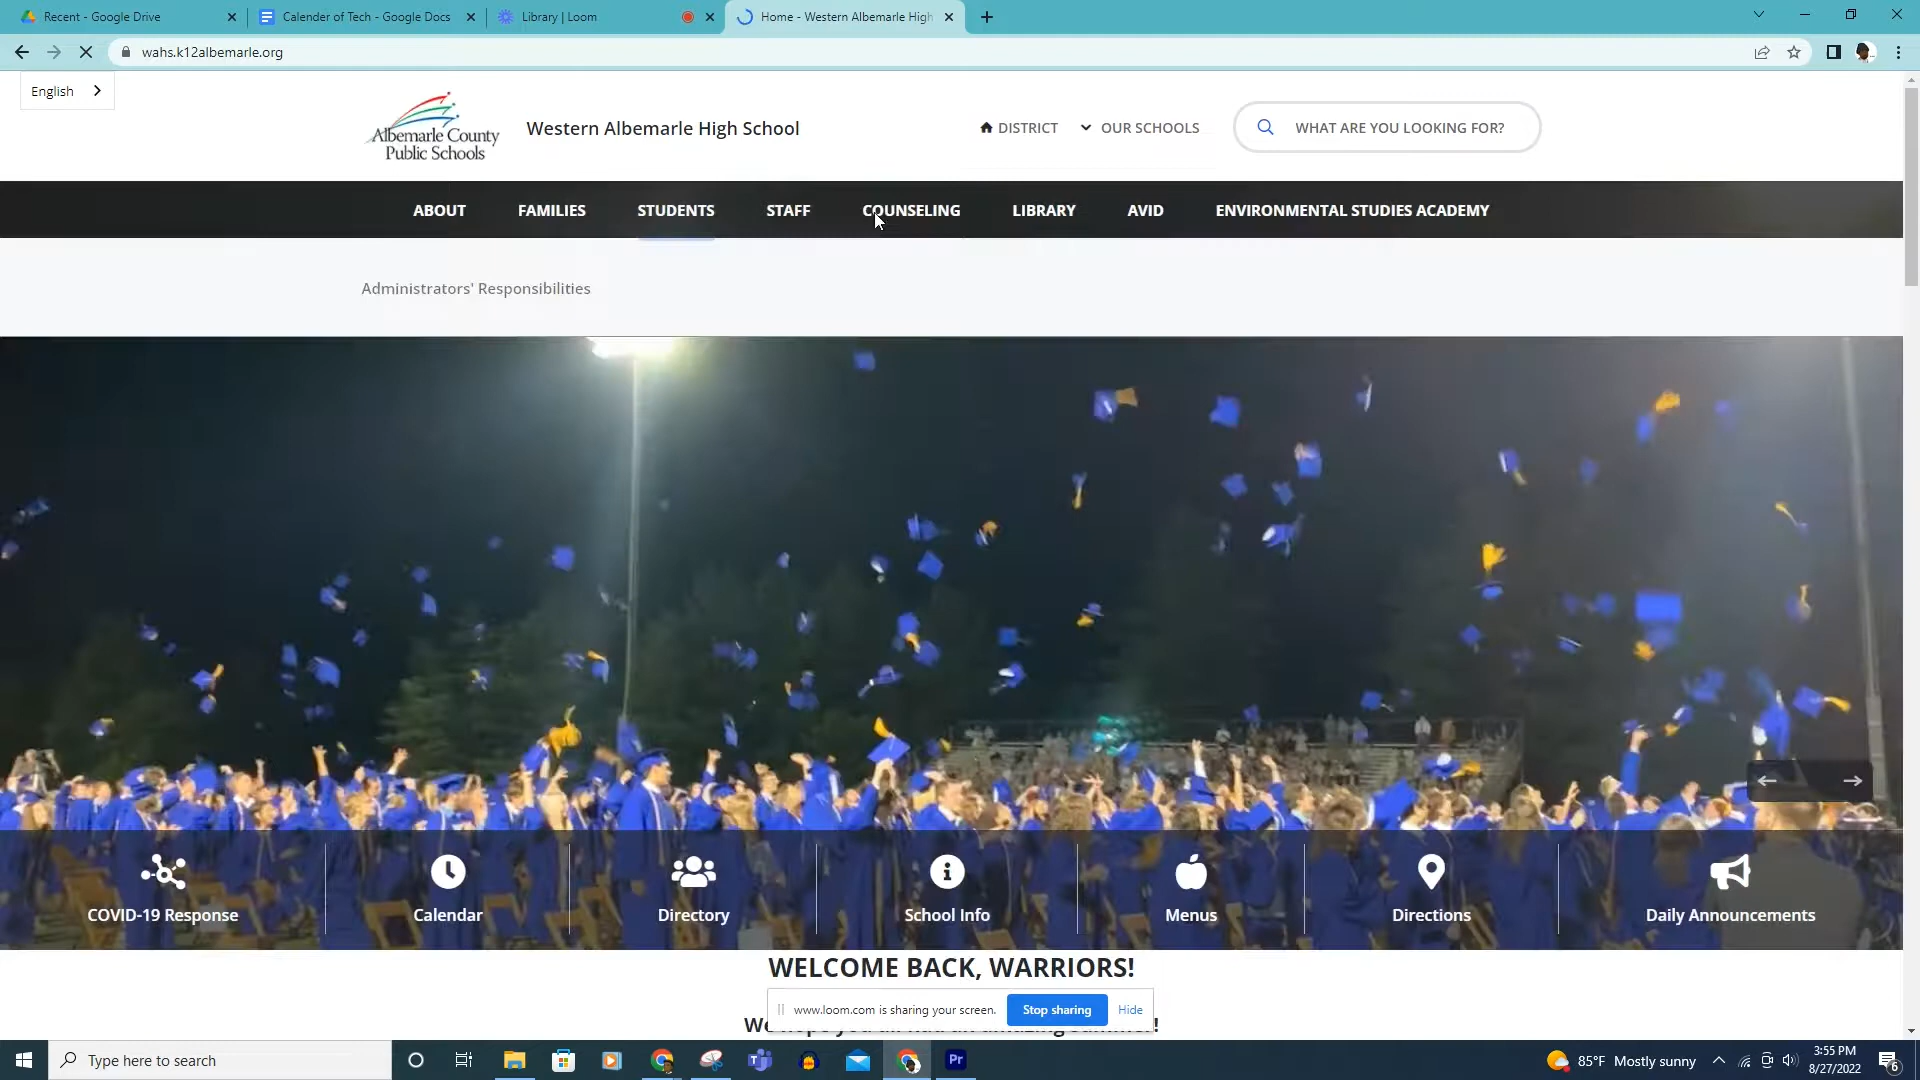 Recent - Google Drive
Calender of Tech - Google Docs
Library | Loom
Home - Western Albemarle High
wahs.k12albemarle.org
English
Albemarle County
Public Schools
Western Albemarle High School
DISTRICT
OUR SCHOOLS
WHAT ARE YOU LOOKING FOR?
ABOUT
FAMILIES
STUDENTS
STAFF
COUNSELING
LIBRARY
AVID
ENVIRONMENTAL STUDIES ACADEMY
Administrators' Responsibilities
COVID-19 Response
Calendar
Directory
School Info
Menus
Directions
Daily Announcements
WELCOME BACK, WARRIORS!
www.loom.com is sharing your screen.
Stop sharing
Hide
Type here to search
Pr
85°F Mostly sunny
3:55 PM
8/27/2022
6